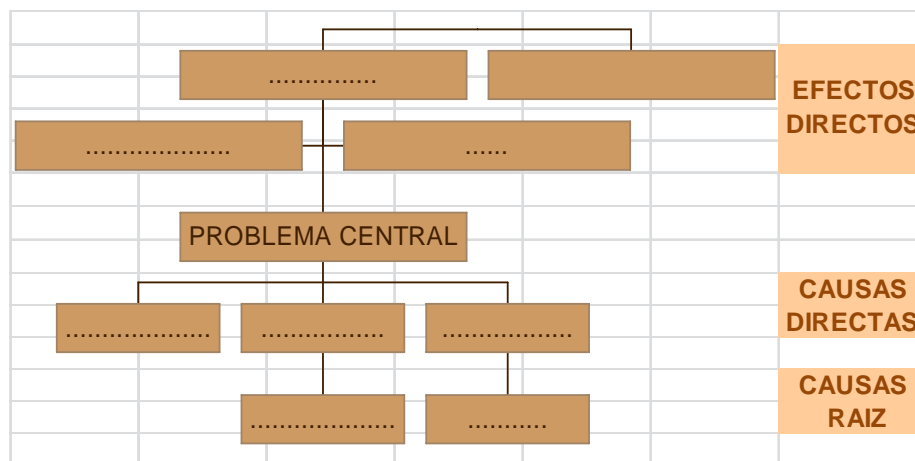 ...............
EFECTOS
DIRECTOS
....................
......
PROBLEMA CENTRAL
CAUSAS
DIRECTAS
....................
.................
..................
CAUSAS
RAIZ
....................
...........